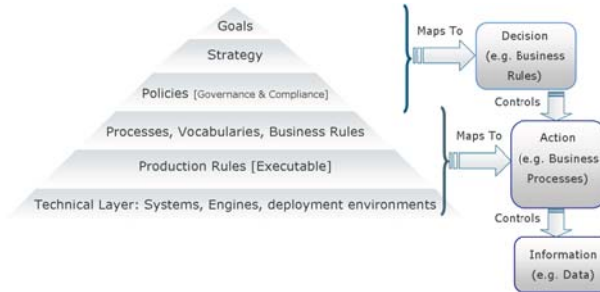 Goals
Strategy
Policies [Governance & Compliance]
Processes, Vocabularies, Business Rules
Production Rules [Executable]
Technical Layer: Systems, Engines, deployment environments
Maps To
Decision
(e.g. Business
Rules)
Controls
Maps To
Action
(e.g. Business
Processes)
Controls
Information
(e.g. Data)